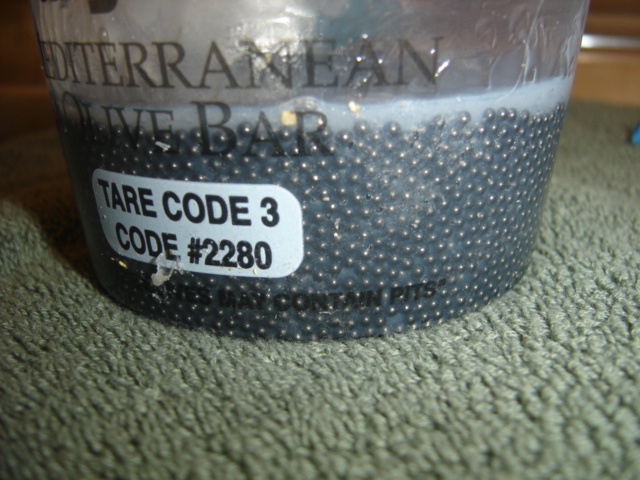 EDITERRANEAN
OLIVE BAR
TARE CODE 3
CODE #2280
MAY CONTAIN PITS"